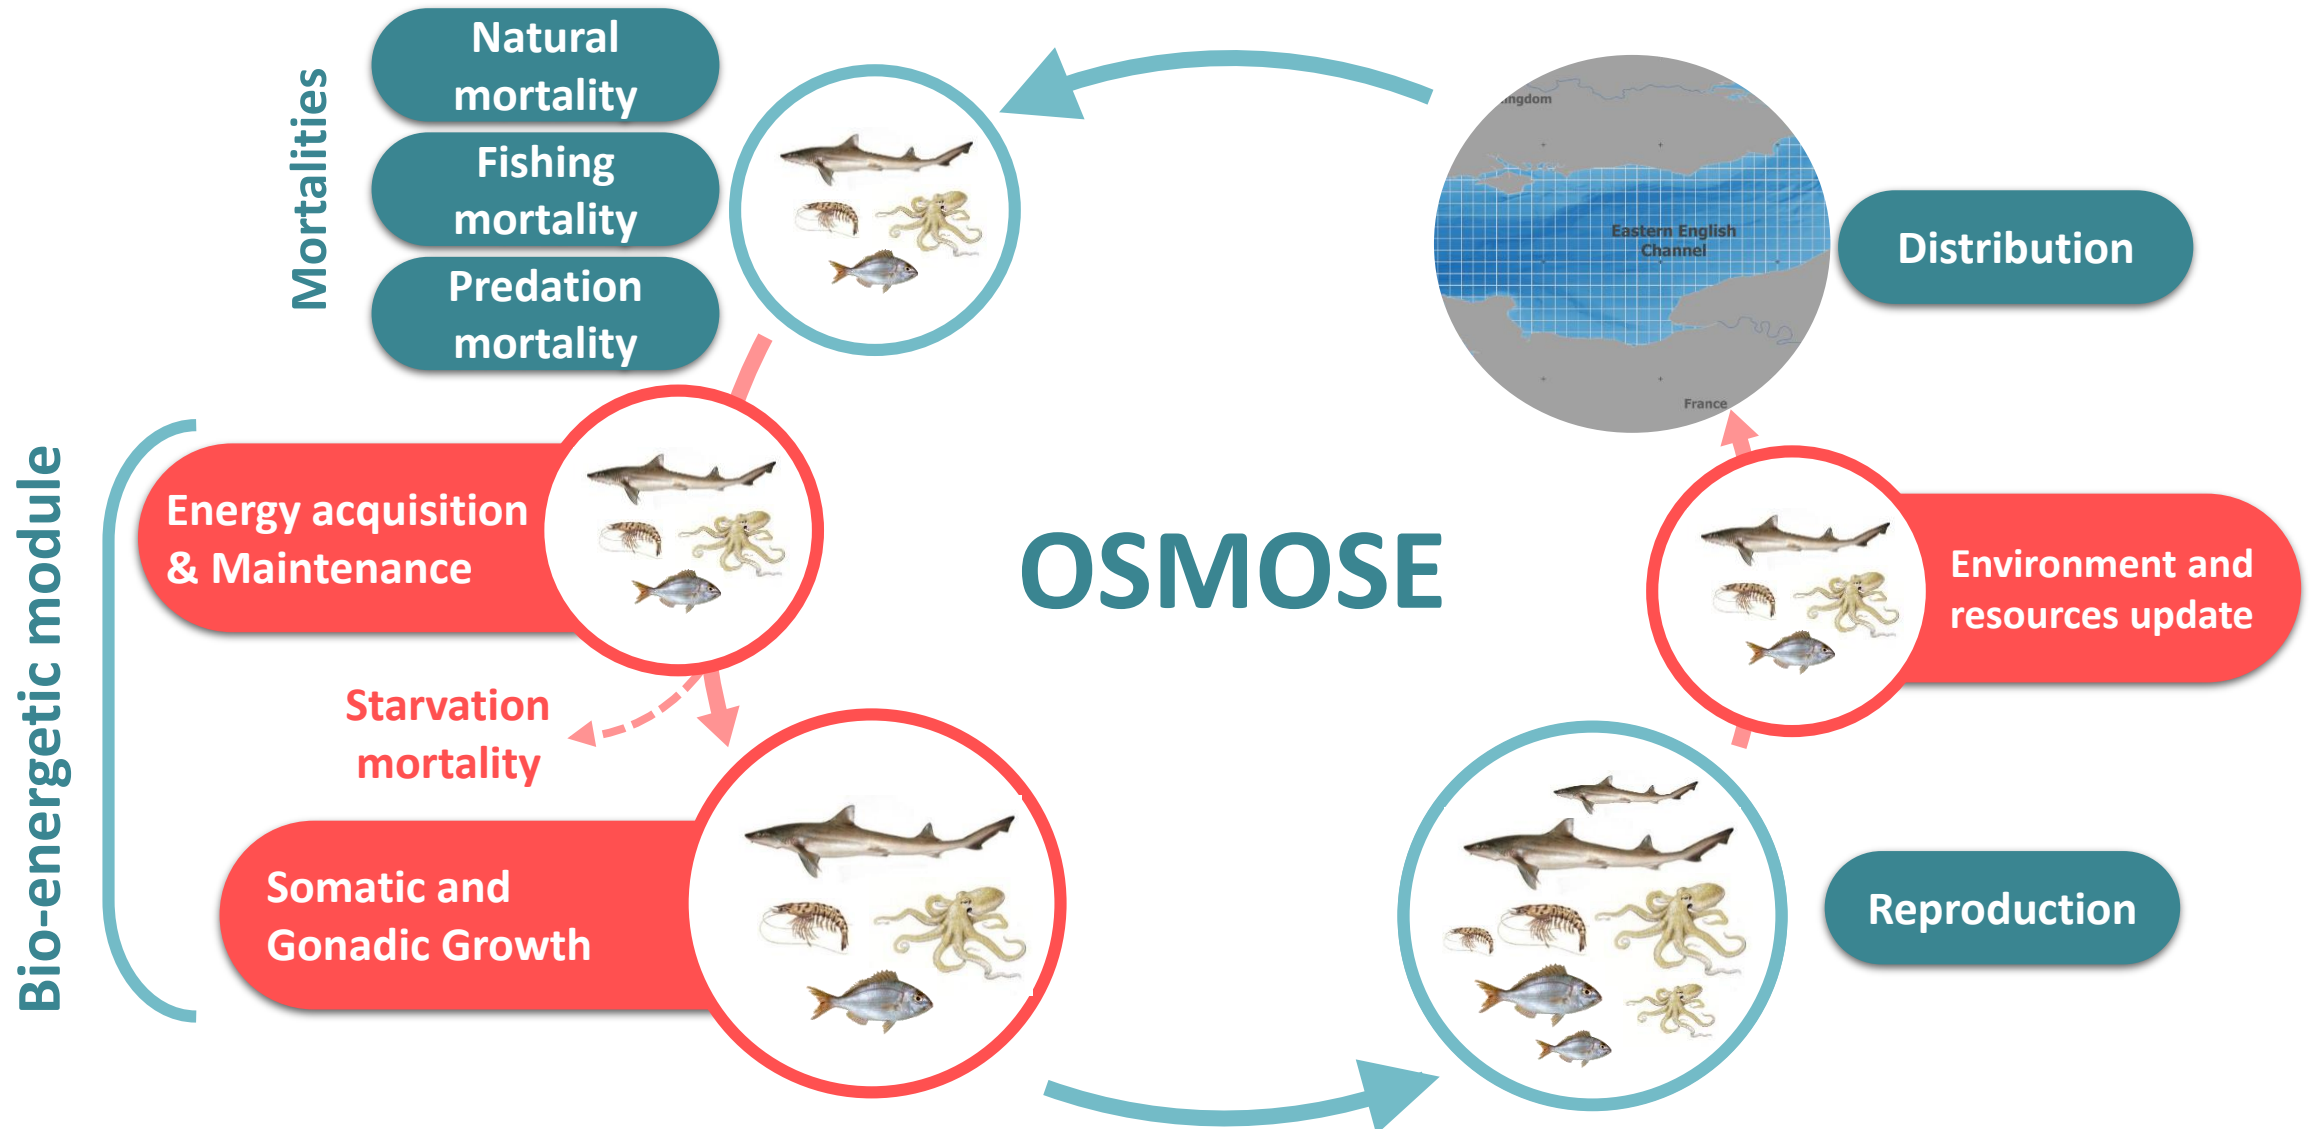 Mortalities
Natural
mortality
Fishing
mortality
Predation
mortality
Bio-energetic module
Energy acquisition
& Maintenance
Starvation
mortality
Somatic and
Gonadic Growth
OSMOSE
Eastern English
Channel
France
Distribution
Environment and
resources update
Reproduction